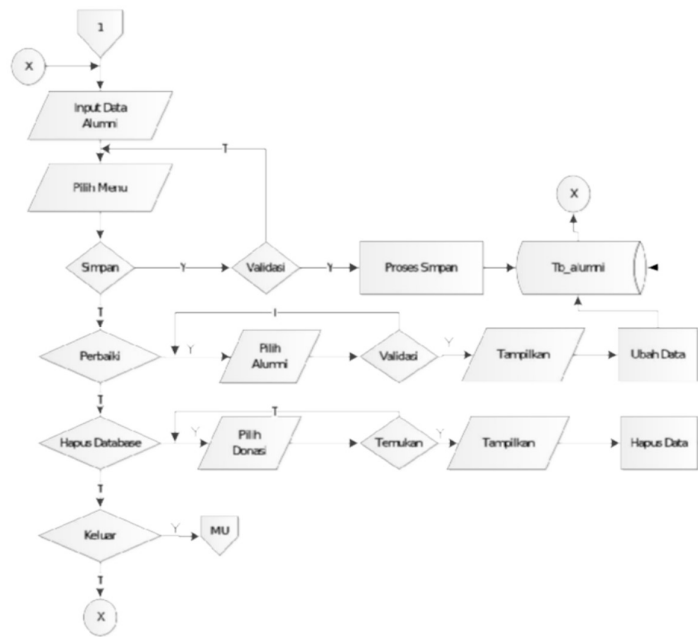 1
X
Input Data
Alumni
T
Pilih Menu
X
Simpan
Y
Validasi
Y
Proses Simpan
Tb_alumni
T
T
Perbaiki
Y
Pilih
Alumni
Validasi
Y
Tampilkan
Ubah Data
T
T
Hapus Database
Y
Pilih
Donasi
Temukan
Y
Tampilkan
Hapus Data
T
Keluar
Y
MU
T
X